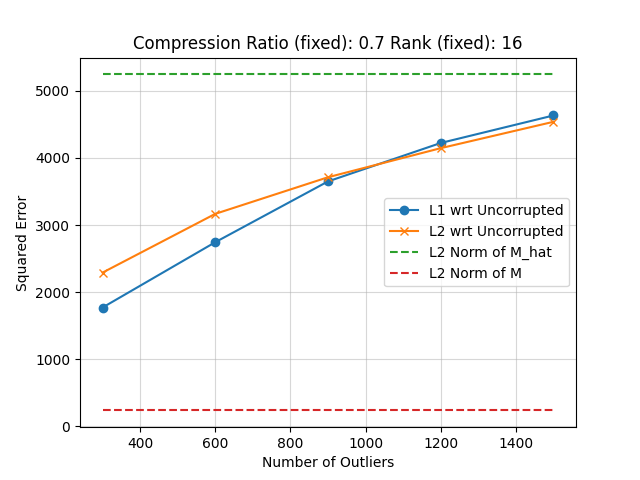 Compression Ratio (fixed): 0.7 Rank (fixed): 16
Squared Error
5000
4000
3000
2000
1000
0
L1 wrt Uncorrupted
L2 wrt Uncorrupted
L2 Norm of M_hat
L2 Norm of M
400 600 800 1000 1200 1400
Number of Outliers